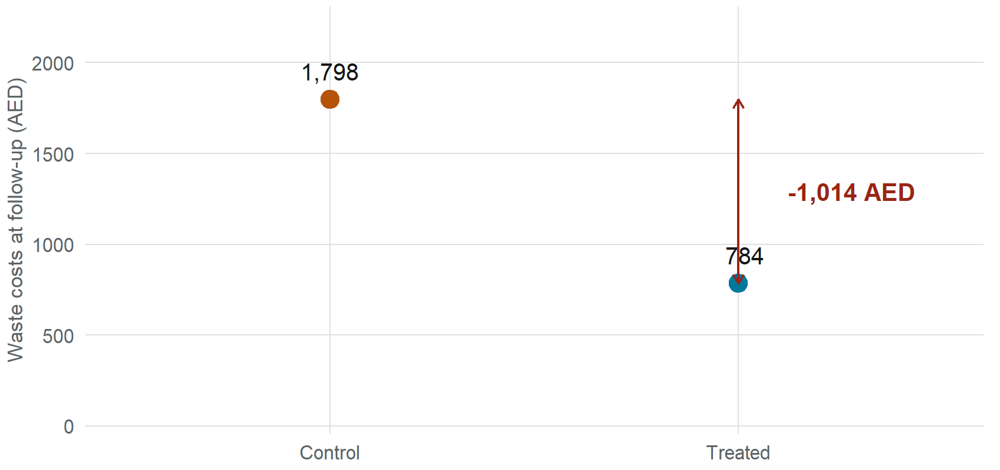 Waste costs at follow-up (AED)
2000
1500
1000
500
0
1,798
-1,014 AED
784
Control
Treated